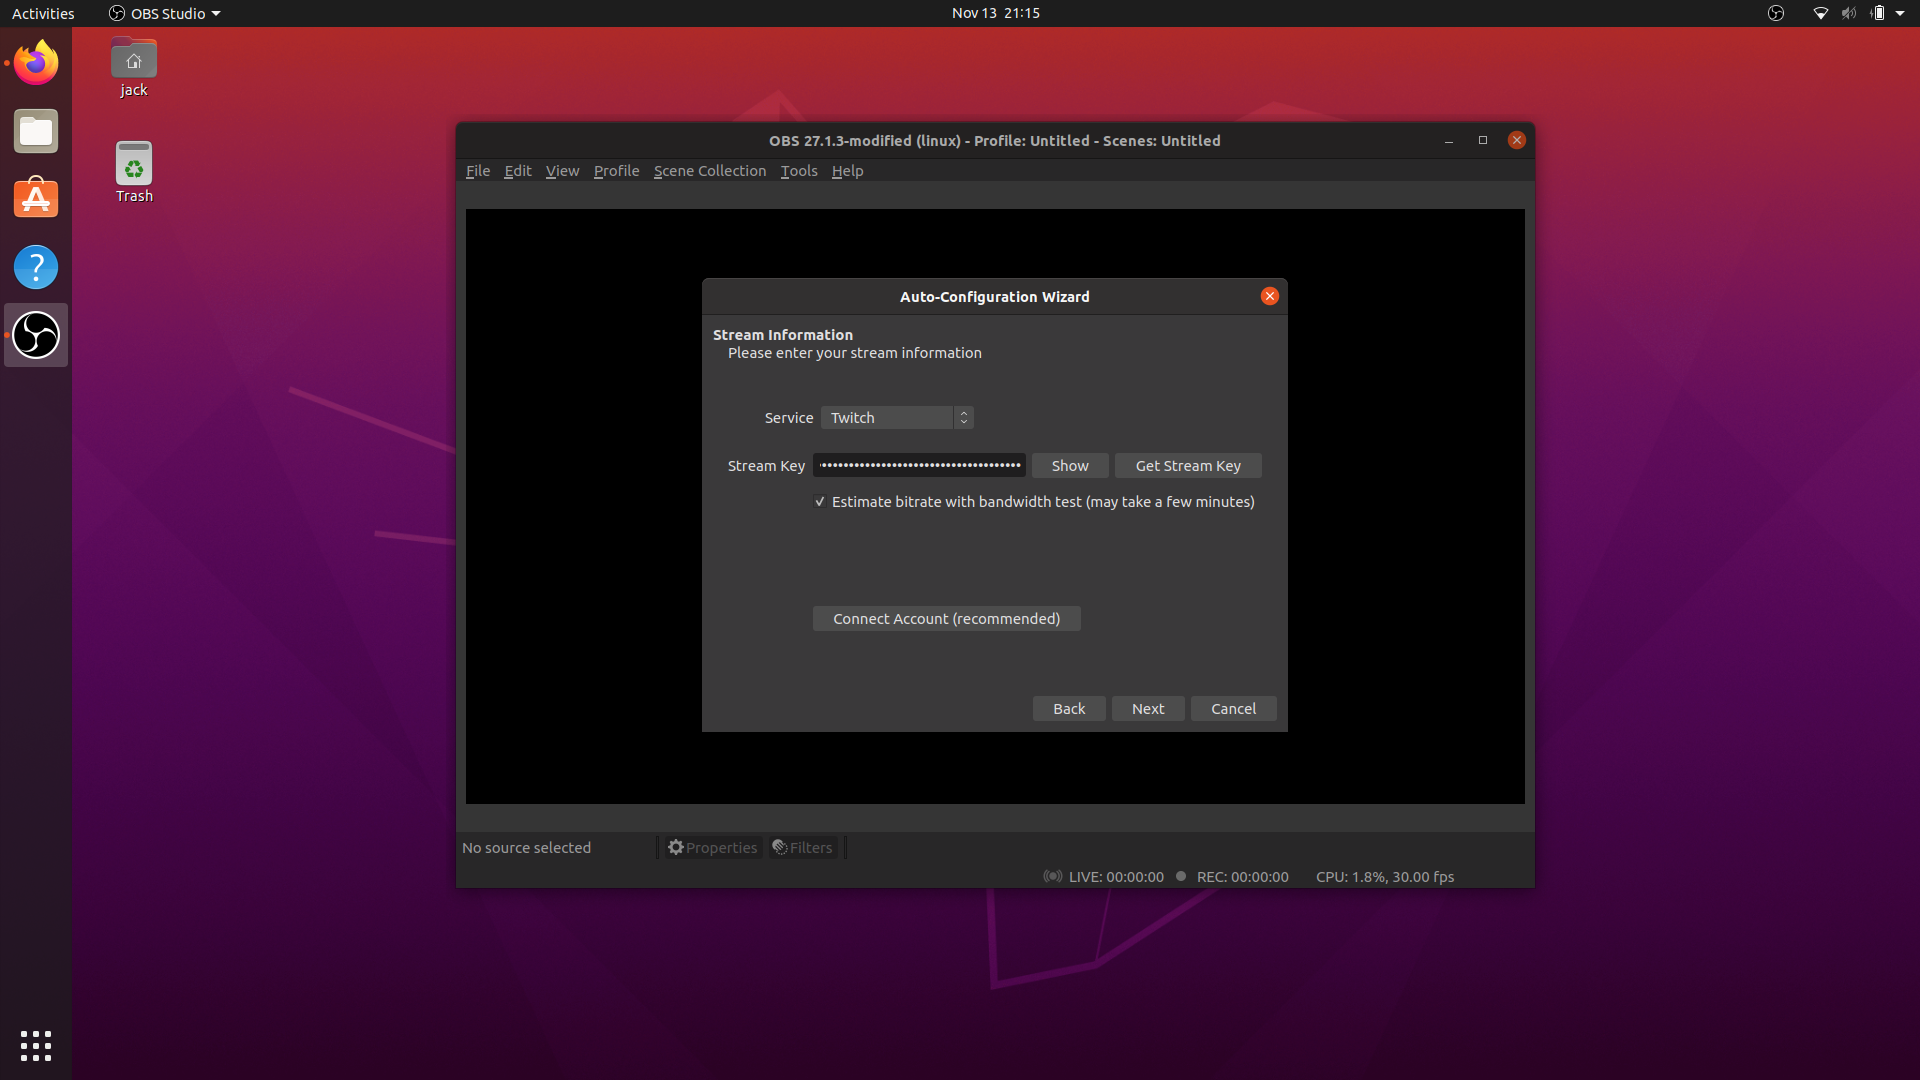 Activities
OBS Studio
Nov 13 21:15
jack
Trash
OBS 27.1.3-modified (linux) - Profile: Untitled - Scenes: Untitled
File Edit View Profile Scene Collection Tools Help
Auto-Configuration Wizard
Stream Information
Please enter your stream information
Service Twitch
Stream Key Show Get Stream Key
Estimate bitrate with bandwidth test (may take a few minutes)
Connect Account (recommended)
Back Next Cancel
No source selected Properties Filters
LIVE: 00:00:00 REC: 00:00:00 CPU: 1.8%, 30.00 fps